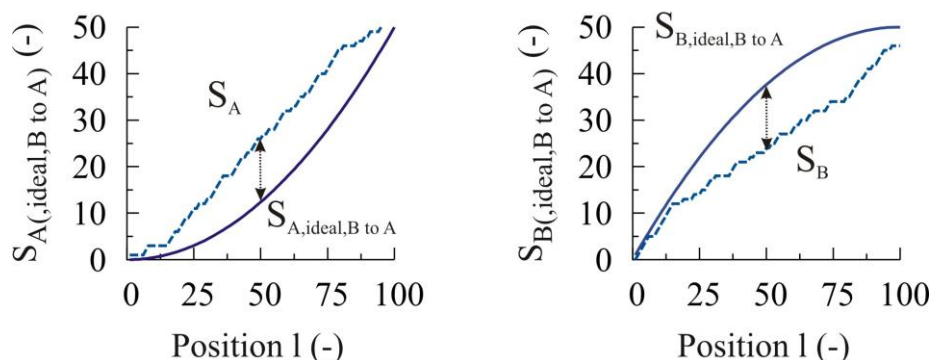 S_A(,ideal,B to A) (-)
50
40
30
20
10
0
S_A
S_A,ideal,B to A
0 25 50 75 100
Position l (-)
S_B(,ideal,B to A) (-)
50
40
30
20
10
0
S_B,ideal,B to A
S_B
0 25 50 75 100
Position l (-)